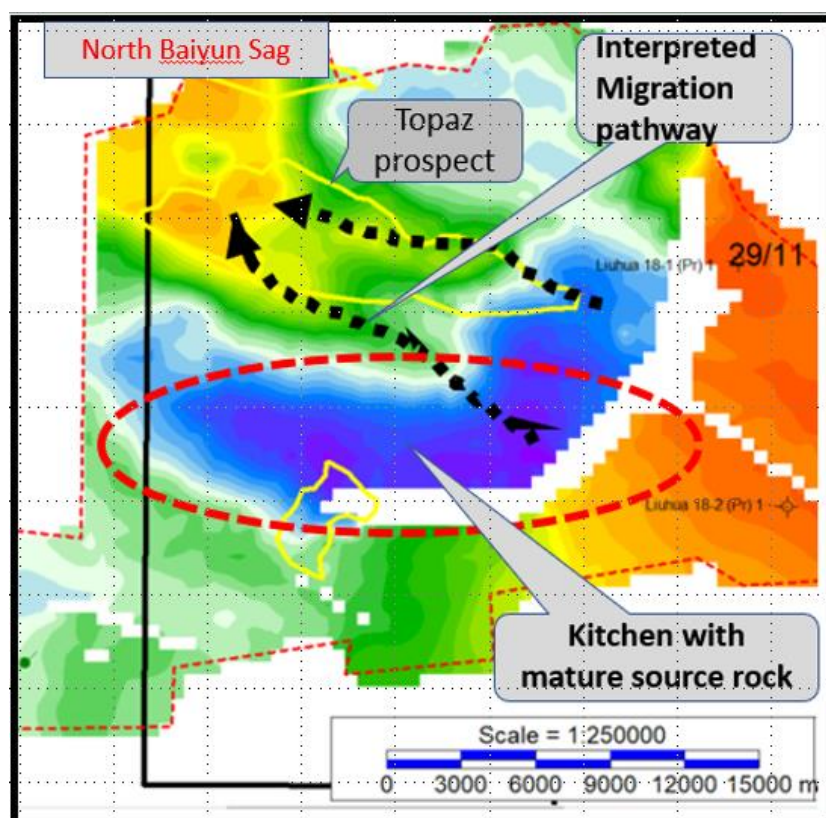 North Baiyun Sag
Interpreted
Migration
pathway
Topaz
prospect
Liuhua 18-1 (Pr) 1
29/11
Liuhua 18-2 (Pr) 1
Kitchen with
mature source rock
Scale = 1:250000
0 3000 6000 9000 12000 15000 m